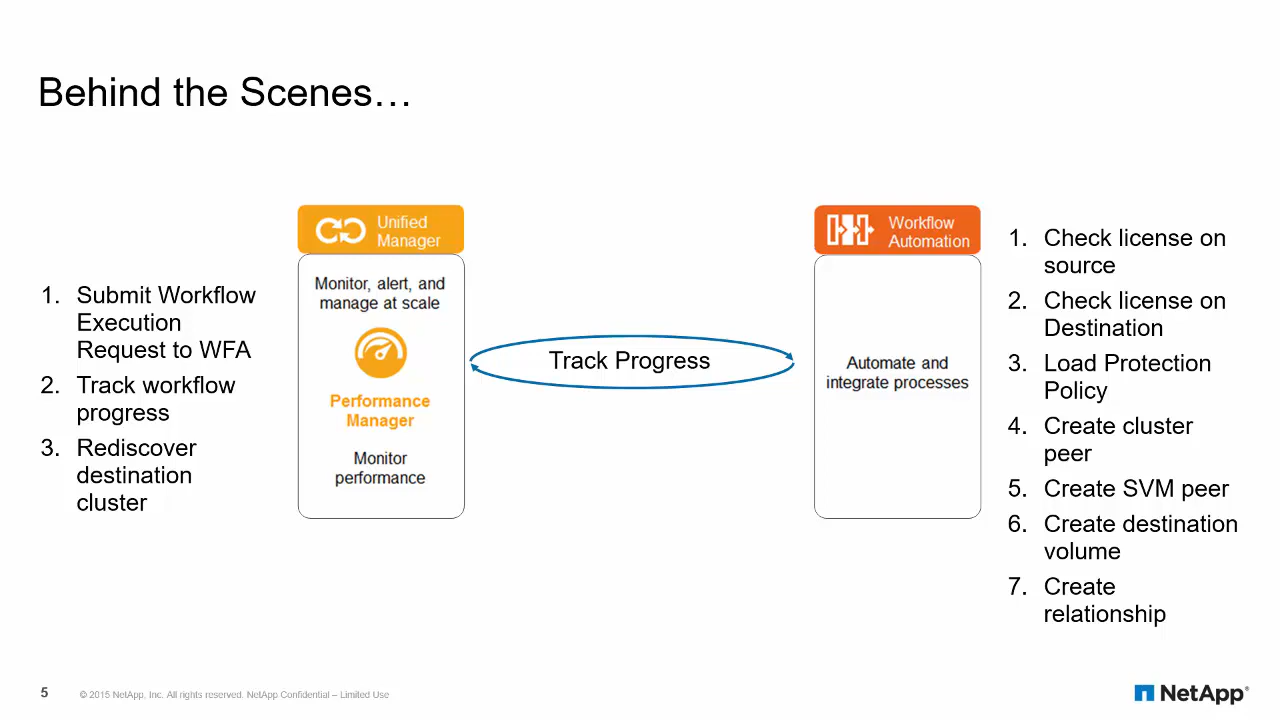 Behind the Scenes…
1. Submit Workflow
Execution
Request to WFA
2. Track workflow
progress
3. Rediscover
destination
cluster
Unified
Manager
Monitor, alert, and
manage at scale
Performance
Manager
Monitor
performance
Track Progress
Workflow
Automation
Automate and
integrate processes
1. Check license on
source
2. Check license on
Destination
3. Load Protection
Policy
4. Create cluster
peer
5. Create SVM peer
6. Create destination
volume
7. Create
relationship
5
© 2015 NetApp, Inc. All rights reserved. NetApp Confidential – Limited Use
NetApp®